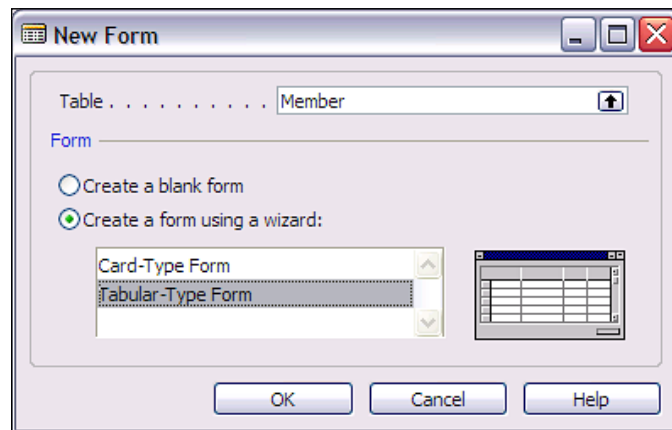 New Form
Table . . . . . . . . . . Member
Form
Create a blank form
Create a form using a wizard:
Card-Type Form
Tabular-Type Form
OK Cancel Help